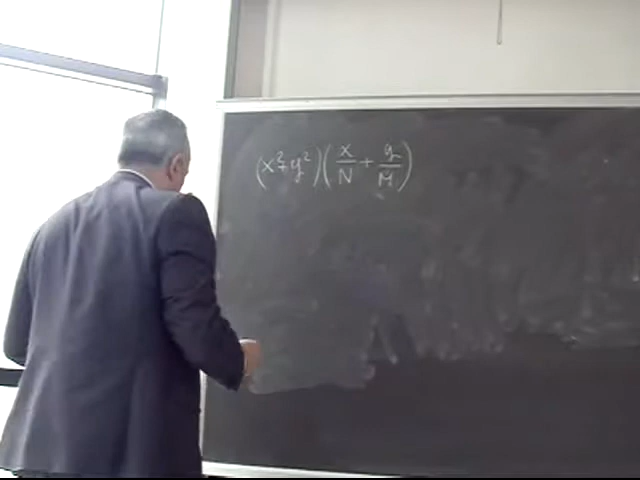 (x²+y²)(x/N + y/M)